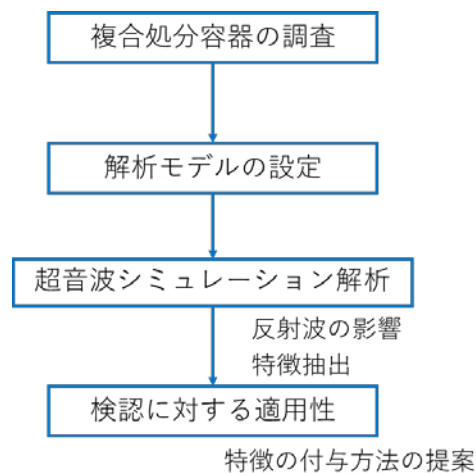 複合処分容器の調査
解析モデルの設定
超音波シミュレーション解析
反射波の影響
特徴抽出
検認に対する適用性
特徴の付与方法の提案